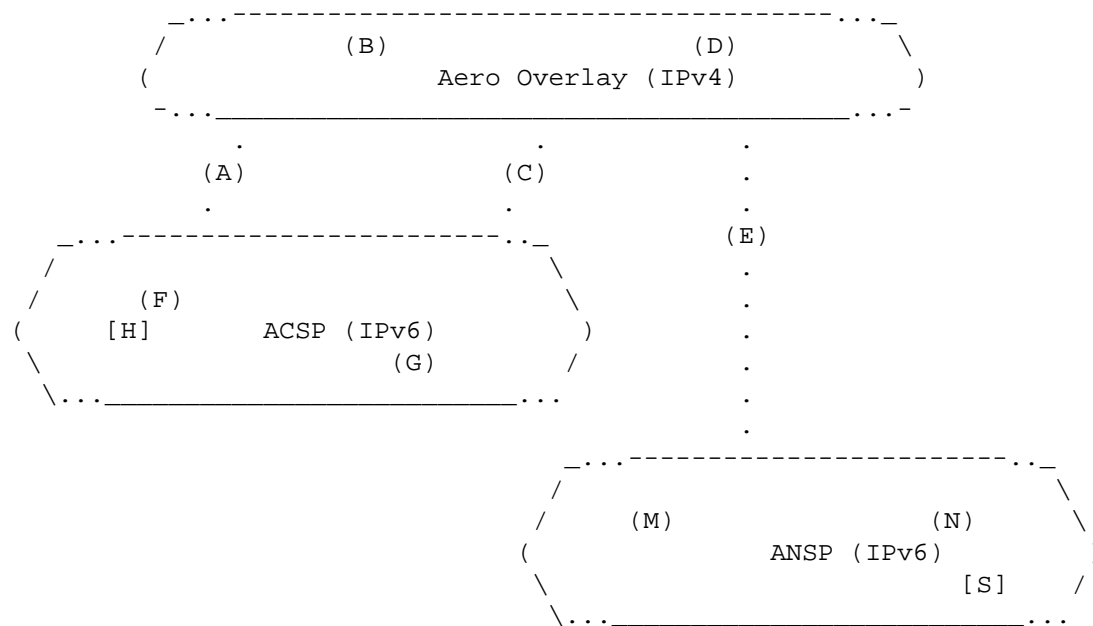 (B) (D)
Aero Overlay (IPv4)
(A) (C)
(E)
(F)
[H] ACSP (IPv6)
(G)
(M) (N)
ANSP (IPv6)
[S]